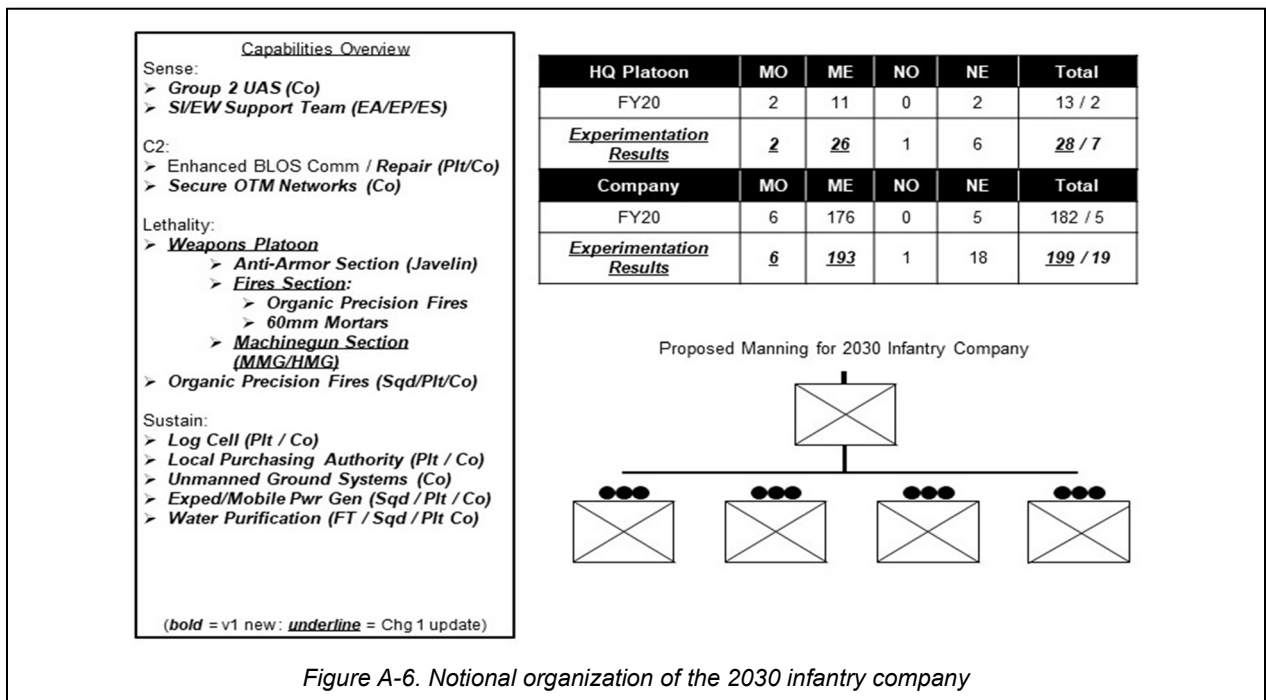 Capabilities Overview
Sense:
➢ Group 2 UAS (Co)
➢ SI/EW Support Team (EA/EP/ES)
C2:
➢ Enhanced BLOS Comm / Repair (Plt/Co)
➢ Secure OTM Networks (Co)
Lethality:
➢ Weapons Platoon
➢ Anti-Armor Section (Javelin)
➢ Fires Section:
➢ Organic Precision Fires
➢ 60mm Mortars
➢ Machinegun Section
(MMG/HMG)
➢ Organic Precision Fires (Sqd/Plt/Co)
Sustain:
➢ Log Cell (Plt / Co)
➢ Local Purchasing Authority (Plt / Co)
➢ Unmanned Ground Systems (Co)
➢ Exped/Mobile Pwr Gen (Sqd / Plt / Co)
➢ Water Purification (FT / Sqd / Plt Co)
(bold = v1 new: underline = Chg 1 update)
HQ Platoon MO ME NO NE Total
FY20 2 11 0 2 13 / 2
Experimentation
Results 2 26 1 6 28 / 7
Company MO ME NO NE Total
FY20 6 176 0 5 182 / 5
Experimentation
Results 6 193 1 18 199 / 19
Proposed Manning for 2030 Infantry Company
Figure A-6. Notional organization of the 2030 infantry company